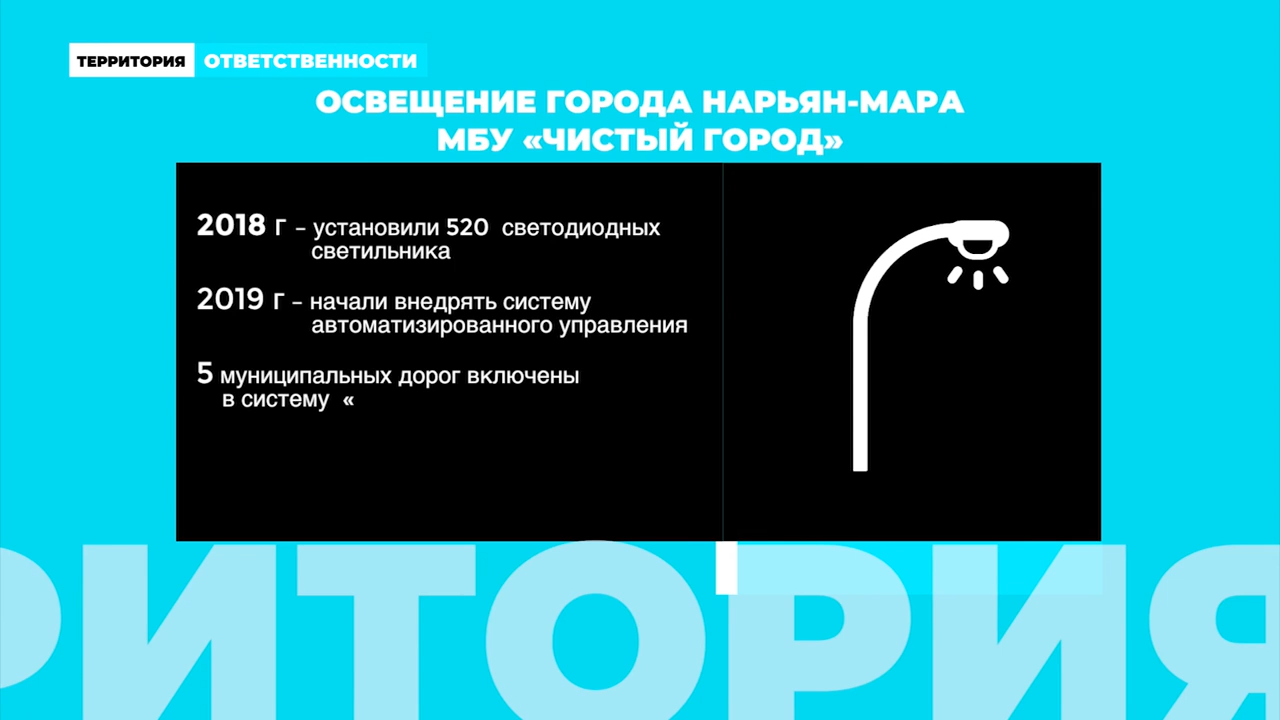 ТЕРРИТОРИЯ ОТВЕТСТВЕННОСТИ
ОСВЕЩЕНИЕ ГОРОДА НАРЬЯН-МАРА
МБУ «ЧИСТЫЙ ГОРОД»
2018 г – установили 520 светодиодных
светильника
2019 г – начали внедрять систему
автоматизированного управления
5 муниципальных дорог включены
в систему «
РИТОРИЯ